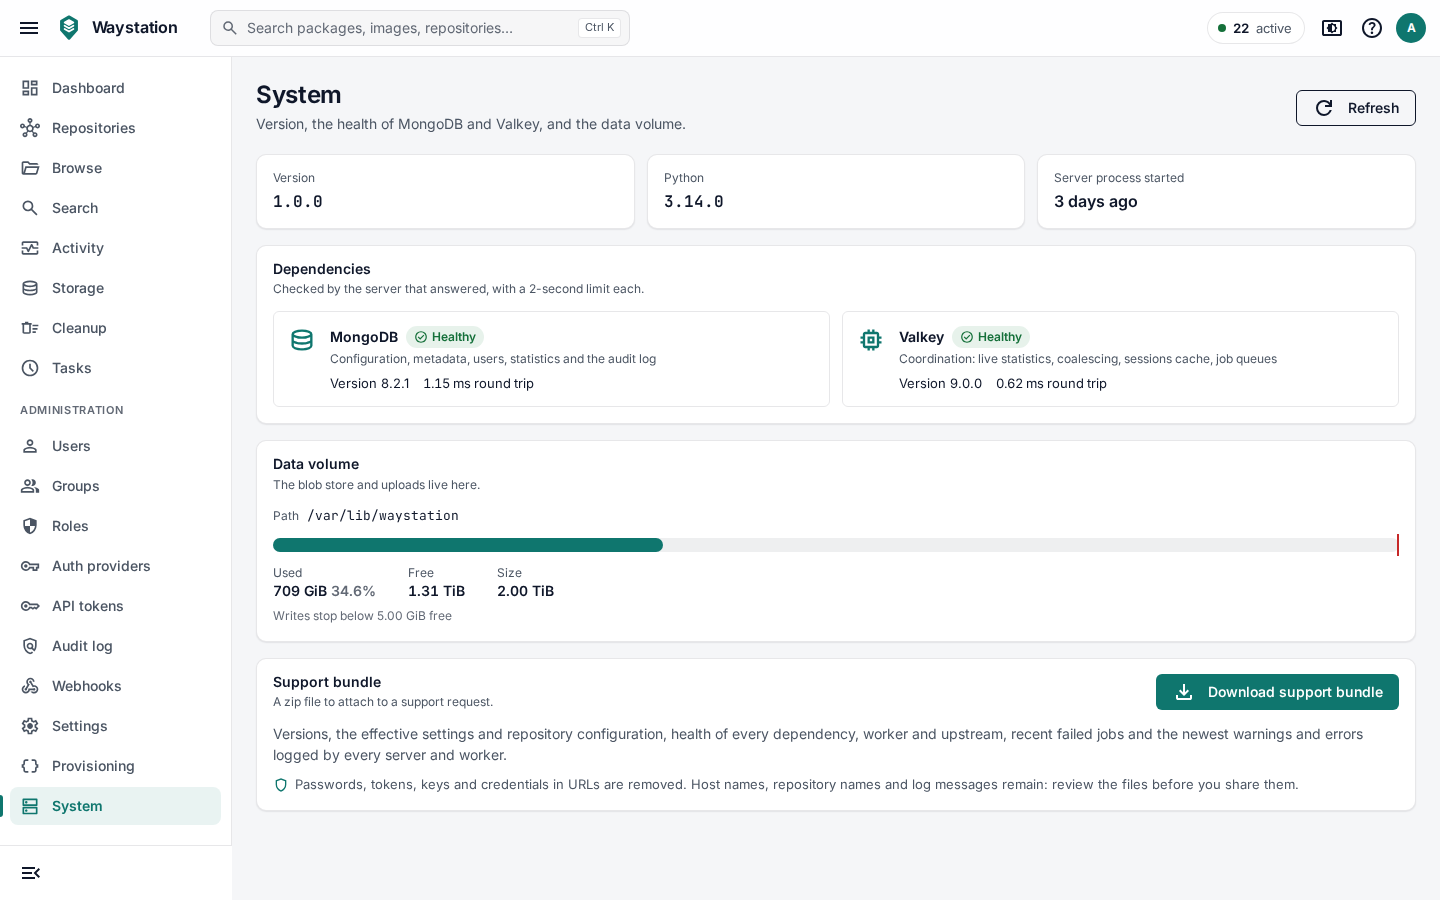 Waystation
Search packages, images, repositories...
Ctrl K
22 active
A
Dashboard
Repositories
Browse
Search
Activity
Storage
Cleanup
Tasks
ADMINISTRATION
Users
Groups
Roles
Auth providers
API tokens
Audit log
Webhooks
Settings
Provisioning
System
System
Version, the health of MongoDB and Valkey, and the data volume.
Refresh
Version
1.0.0
Python
3.14.0
Server process started
3 days ago
Dependencies
Checked by the server that answered, with a 2-second limit each.
MongoDB Healthy
Configuration, metadata, users, statistics and the audit log
Version 8.2.1 1.15 ms round trip
Valkey Healthy
Coordination: live statistics, coalescing, sessions cache, job queues
Version 9.0.0 0.62 ms round trip
Data volume
The blob store and uploads live here.
Path /var/lib/waystation
Used
709 GiB 34.6%
Free
1.31 TiB
Size
2.00 TiB
Writes stop below 5.00 GiB free
Support bundle
A zip file to attach to a support request.
Download support bundle
Versions, the effective settings and repository configuration, health of every dependency, worker and upstream, recent failed jobs and the newest warnings and errors
logged by every server and worker.
Passwords, tokens, keys and credentials in URLs are removed. Host names, repository names and log messages remain: review the files before you share them.